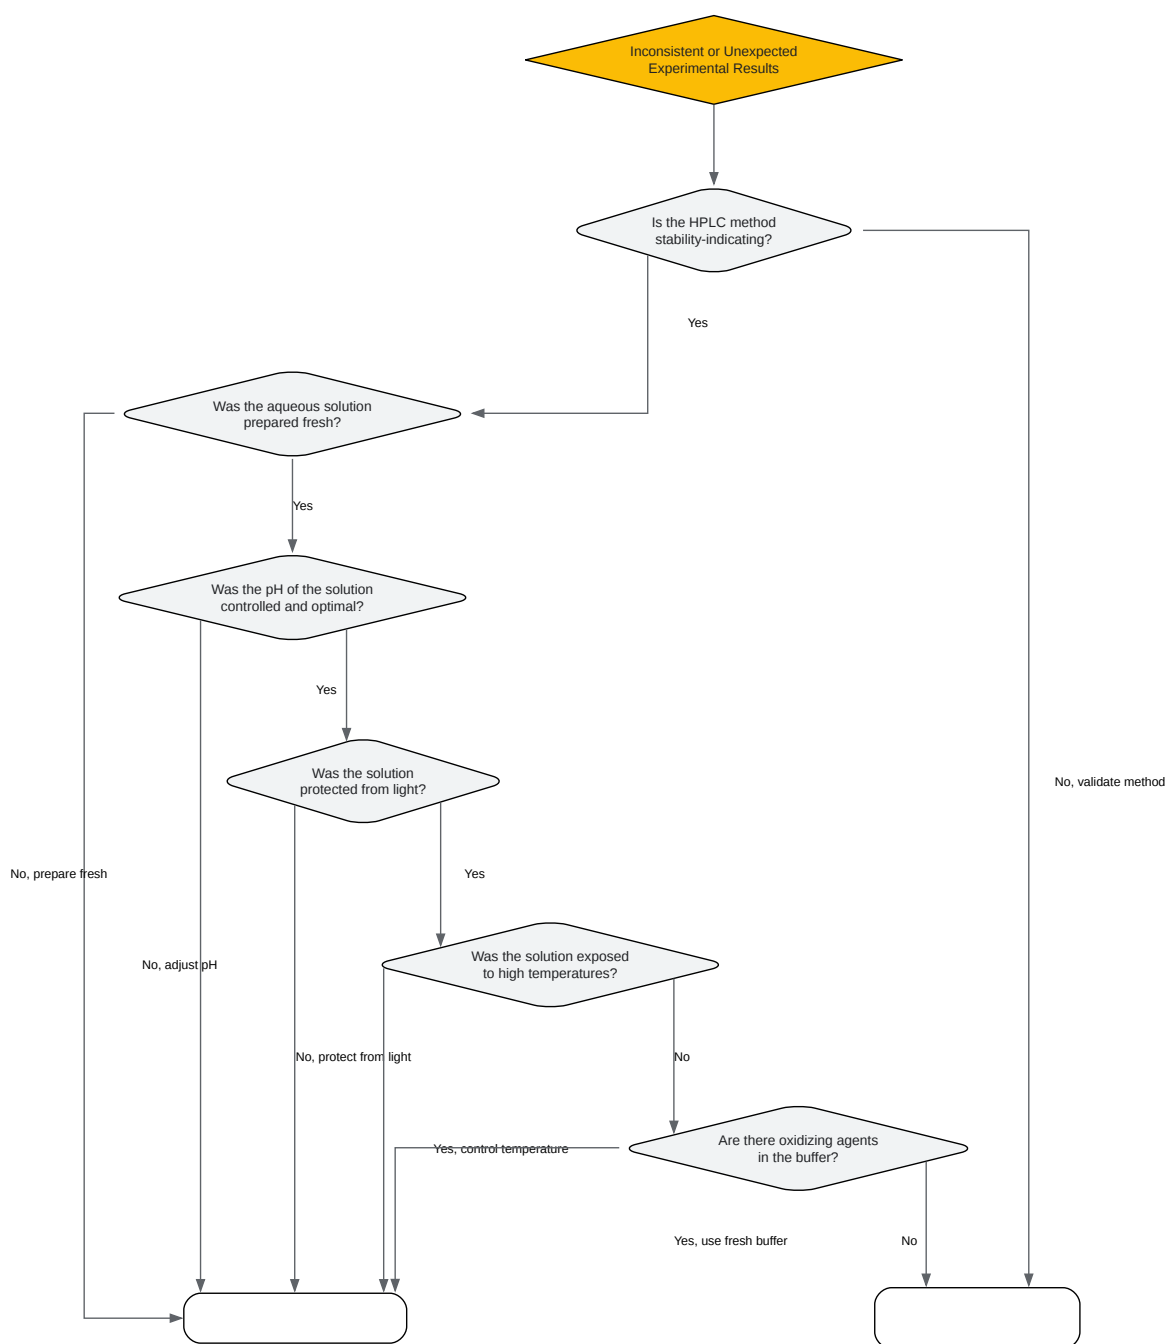 Inconsistent or Unexpected
Experimental Results
Is the HPLC method
stability-indicating?
Yes
Was the aqueous solution
prepared fresh?
Yes
Was the pH of the solution
controlled and optimal?
Yes
Was the solution
protected from light?
No, validate method
No, prepare fresh
Yes
Was the solution exposed
to high temperatures?
No, adjust pH
No, protect from light
No
Are there oxidizing agents
in the buffer?
Yes, control temperature
Yes, use fresh buffer
No